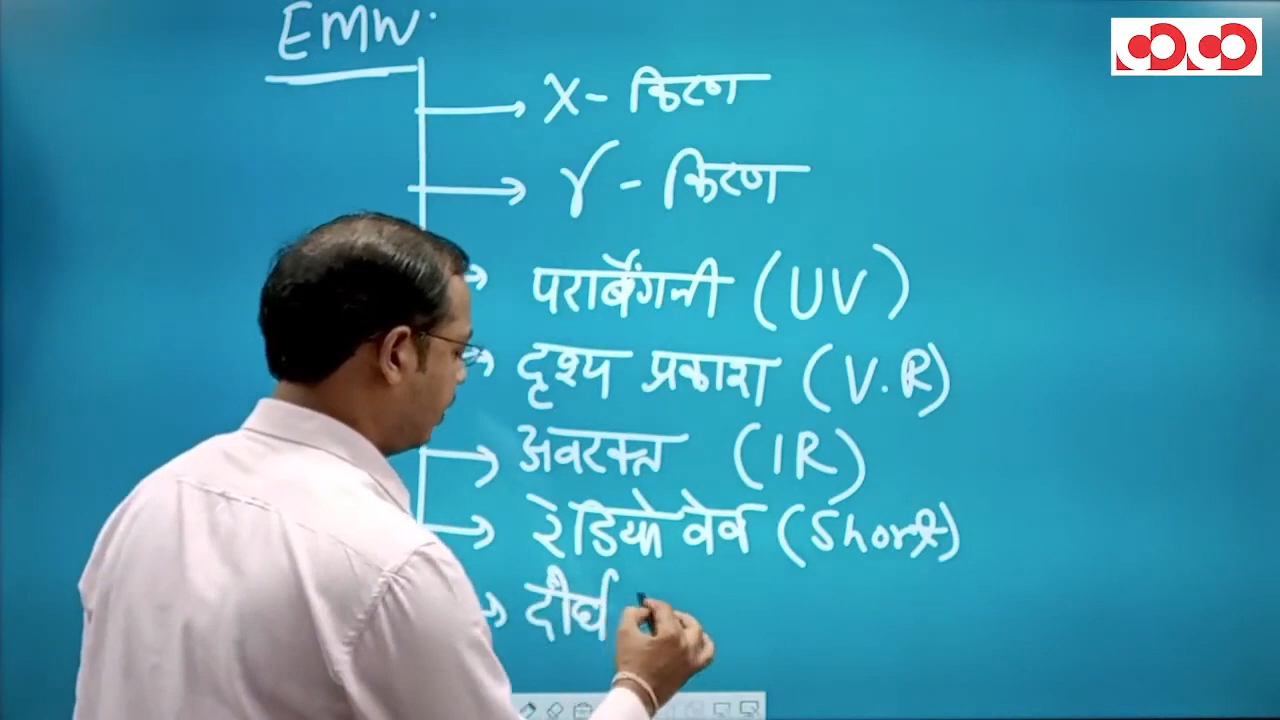 EMW.
X - किरण
γ - किरण
पराबैंगनी (UV)
दृश्य प्रकाश (V.R)
अवरक्त (IR)
रेडियो वेव (Short)
दीर्घ